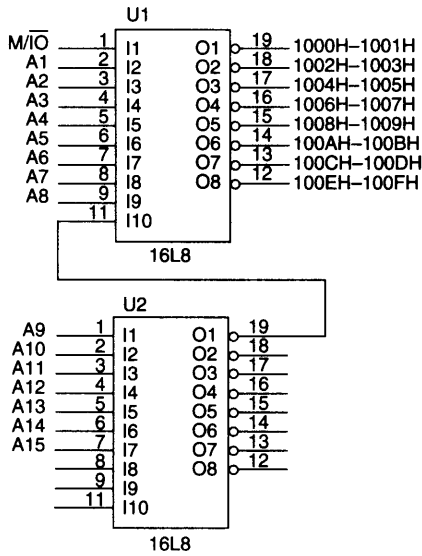 U1
M/IO 1 I1 O1 19 1000H-1001H
A1 2 I2 O2 18 1002H-1003H
A2 3 I3 O3 17 1004H-1005H
A3 4 I4 O4 16 1006H-1007H
A4 5 I5 O5 15 1008H-1009H
A5 6 I6 O6 14 100AH-100BH
A6 7 I7 O7 13 100CH-100DH
A7 8 I8 O8 12 100EH-100FH
A8 9 I9
11 I10
16L8
U2
A9 1 I1 O1 19
A10 2 I2 O2 18
A11 3 I3 O3 17
A12 4 I4 O4 16
A13 5 I5 O5 15
A14 6 I6 O6 14
A15 7 I7 O7 13
8 I8 O8 12
9 I9
11 I10
16L8